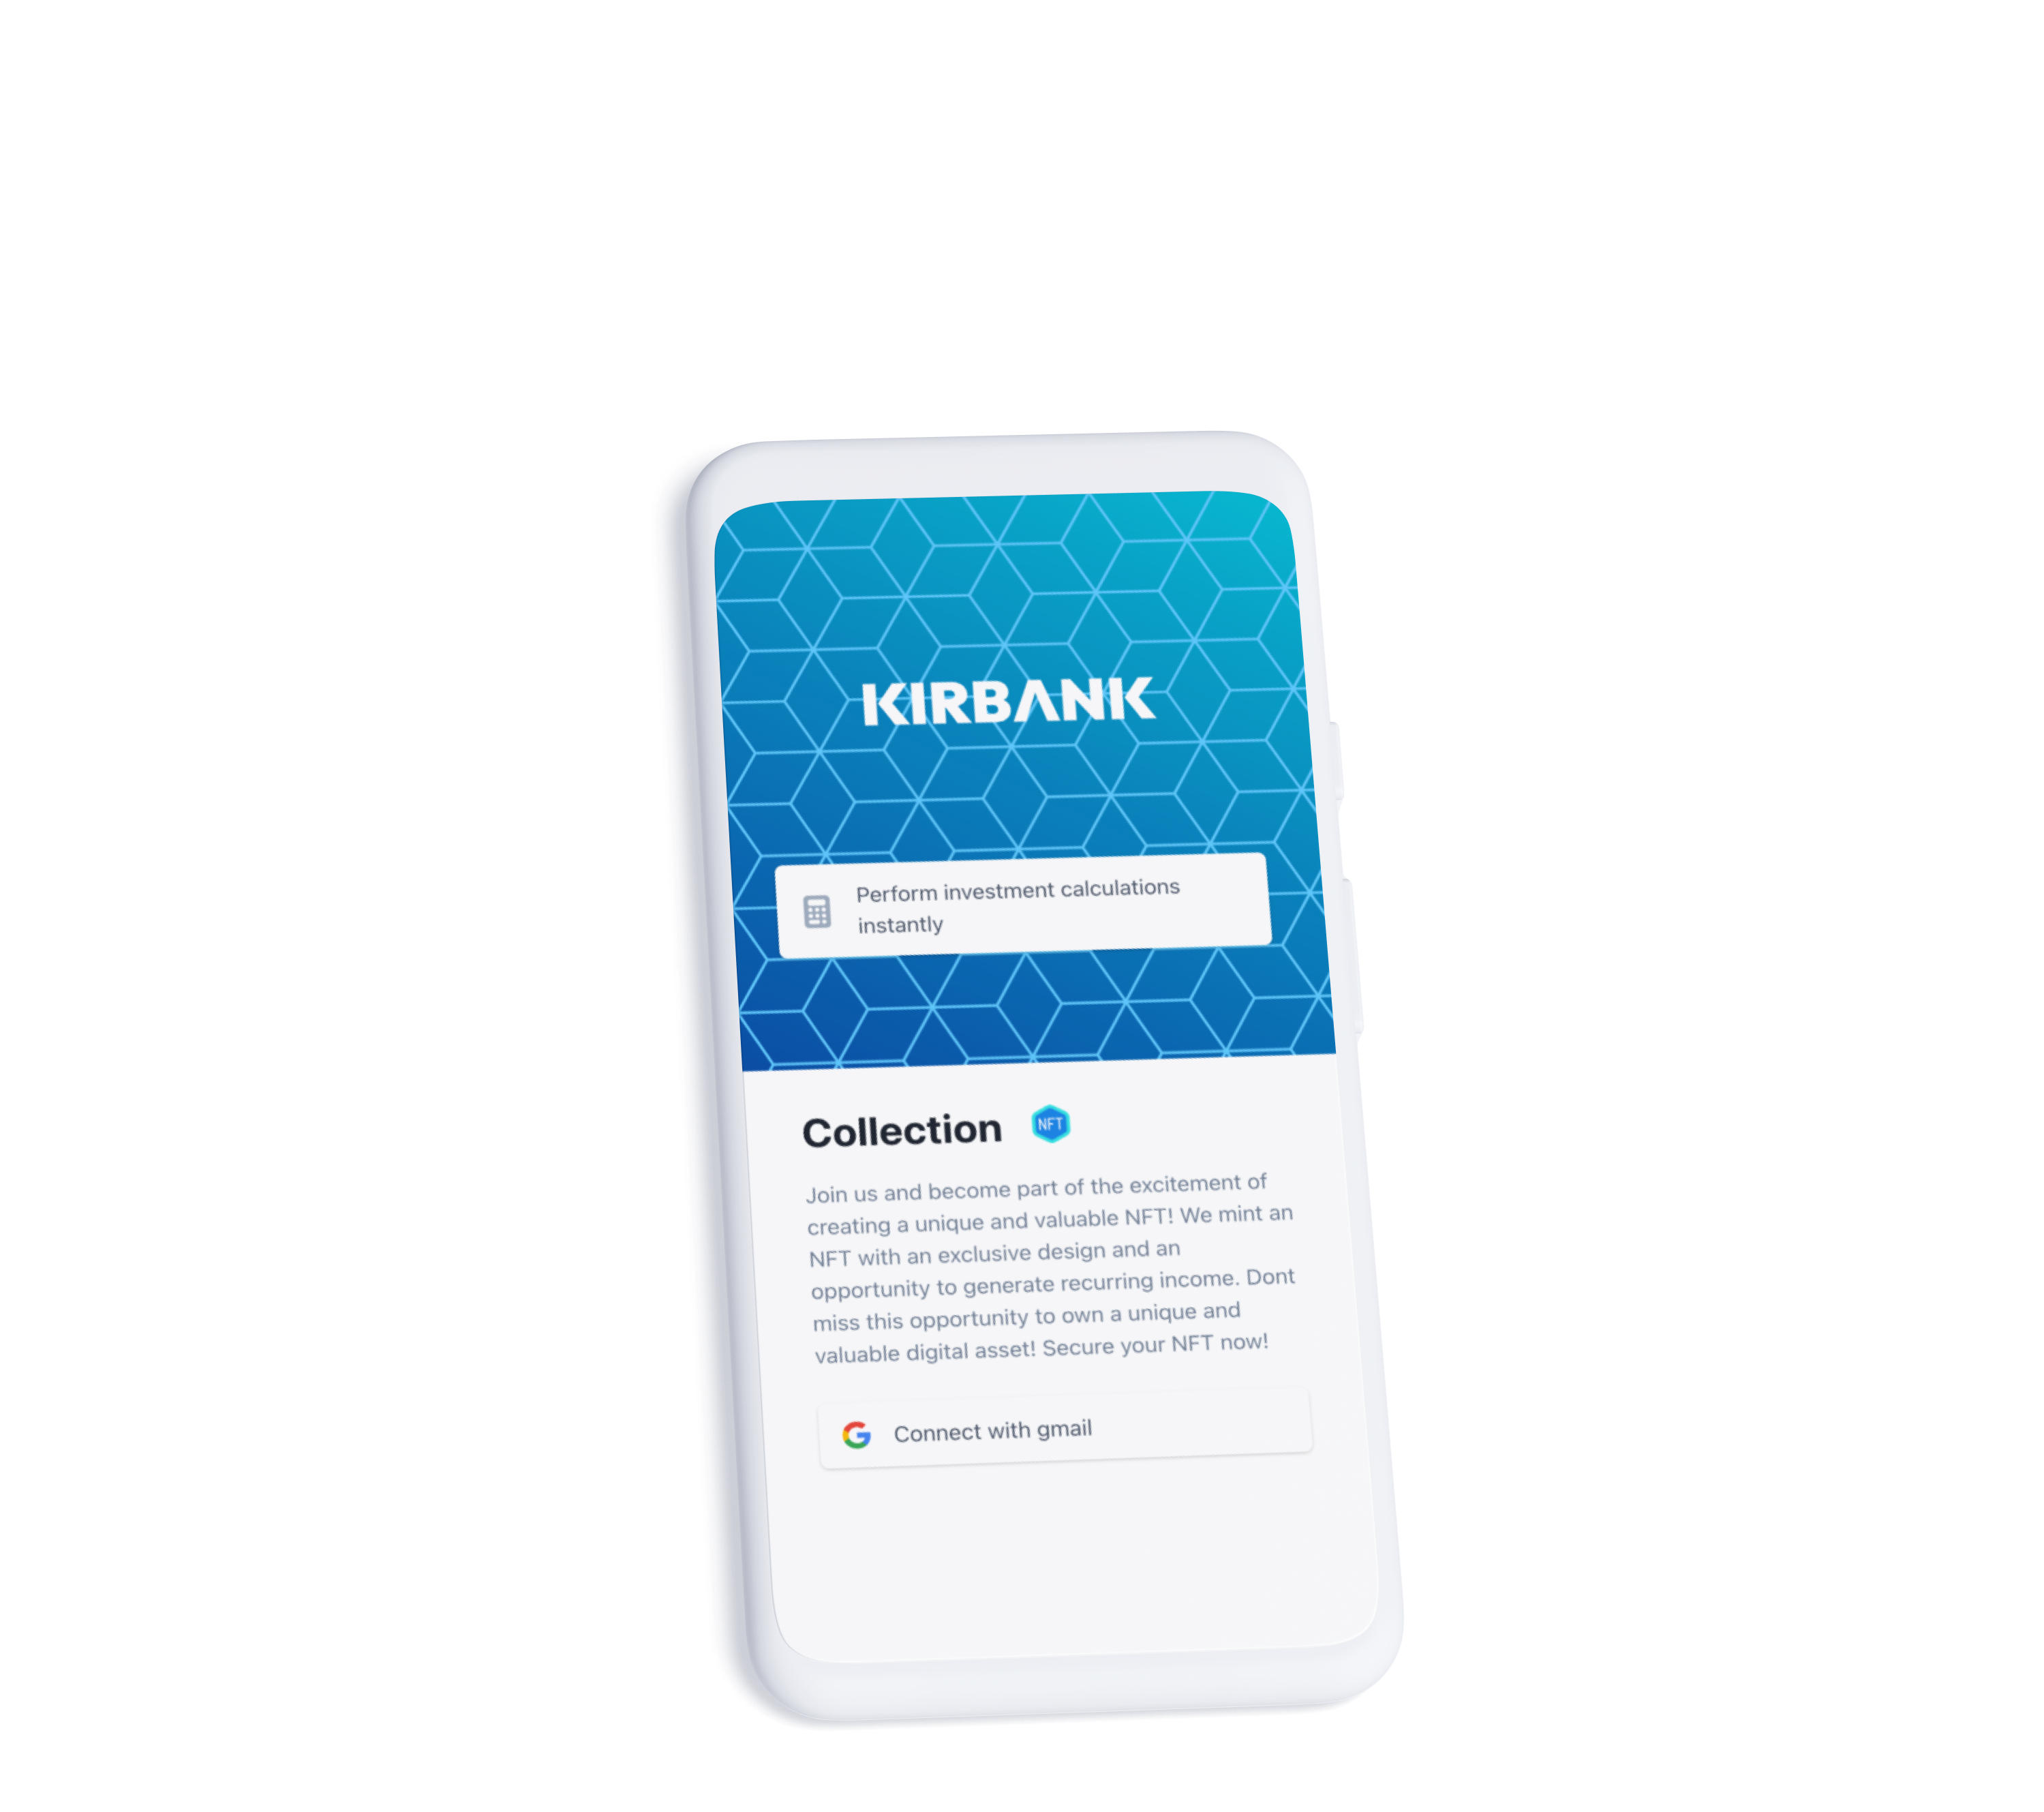 KIRBANK
Perform investment calculations
instantly
Collection
NFT
Join us and become part of the excitement of
creating a unique and valuable NFT! We mint an
NFT with an exclusive design and an
opportunity to generate recurring income. Dont
miss this opportunity to own a unique and
valuable digital asset! Secure your NFT now!
Connect with gmail